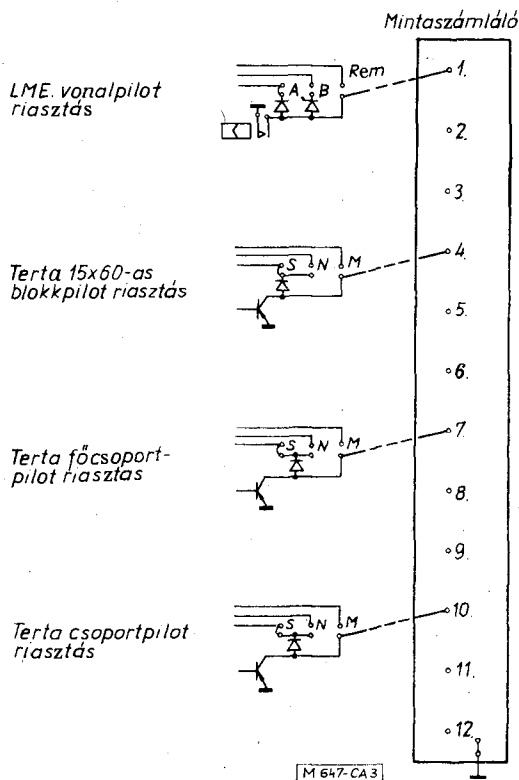 Mintaszámláló
LME. vonalpilot
riasztás
A B Rem
1.
2.
3.
Terta 15x60-as
blokkpilot riasztás
S N M
4.
5.
6.
Terta főcsoport-
pilot riasztás
S N M
7.
8.
9.
Terta csoportpilot
riasztás
S N M
10.
11.
12.
M 647-CA3